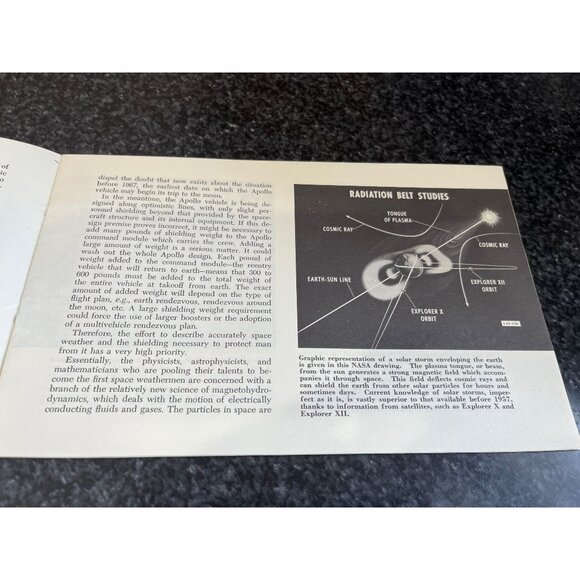 of
ic
dispel the doubt that now exists about the situation
before 1967, the earliest date on which the Apollo
vehicle may begin its trip to the moon.
In the meantime, the Apollo vehicle is being de-
signed along optimistic lines, with only slight per-
sonnel shielding beyond that provided by the space-
craft structure and its internal equipment. If this de-
sign premise proves incorrect, it might be necessary to
add many pounds of shielding weight to the Apollo
command module which carries the crew. Adding a
large amount of weight is a serious matter. It could
wash out the whole Apollo design. Each pound of
weight added to the command module—the reentry
vehicle that will return to earth—means that 300 to
600 pounds must be added to the total weight of
the entire vehicle at takeoff from earth. The exact
amount of added weight will depend on the type of
flight plan, e.g., earth rendezvous, rendezvous around
the moon, etc. A large shielding weight requirement
could force the use of larger boosters or the adoption
of a multivehicle rendezvous plan.
Therefore, the effort to describe accurately space
weather and the shielding necessary to protect man
from it has a very high priority.
Essentially, the physicists, astrophysicists, and
mathematicians who are pooling their talents to be-
come the first space weathermen are concerned with a
branch of the relatively new science of magnetohydro-
dynamics, which deals with the motion of electrically
conducting fluids and gases. The particles in space are
RADIATION BELT STUDIES
TONGUE
OF PLASMA
COSMIC RAY
COSMIC RAY
EARTH-SUN LINE
EXPLORER XII
ORBIT
EXPLORER X
ORBIT
Graphic representation of a solar storm enveloping the earth
is given in this NASA drawing. The plasma tongue, or beam,
from the sun generates a strong magnetic field which accom-
panies it through space. This field deflects cosmic rays and
can shield the earth from other solar particles for hours and
sometimes days. Current knowledge of solar storms, imper-
fect as it is, is vastly superior to that available before 1957,
thanks to information from satellites, such as Explorer X and
Explorer XII.